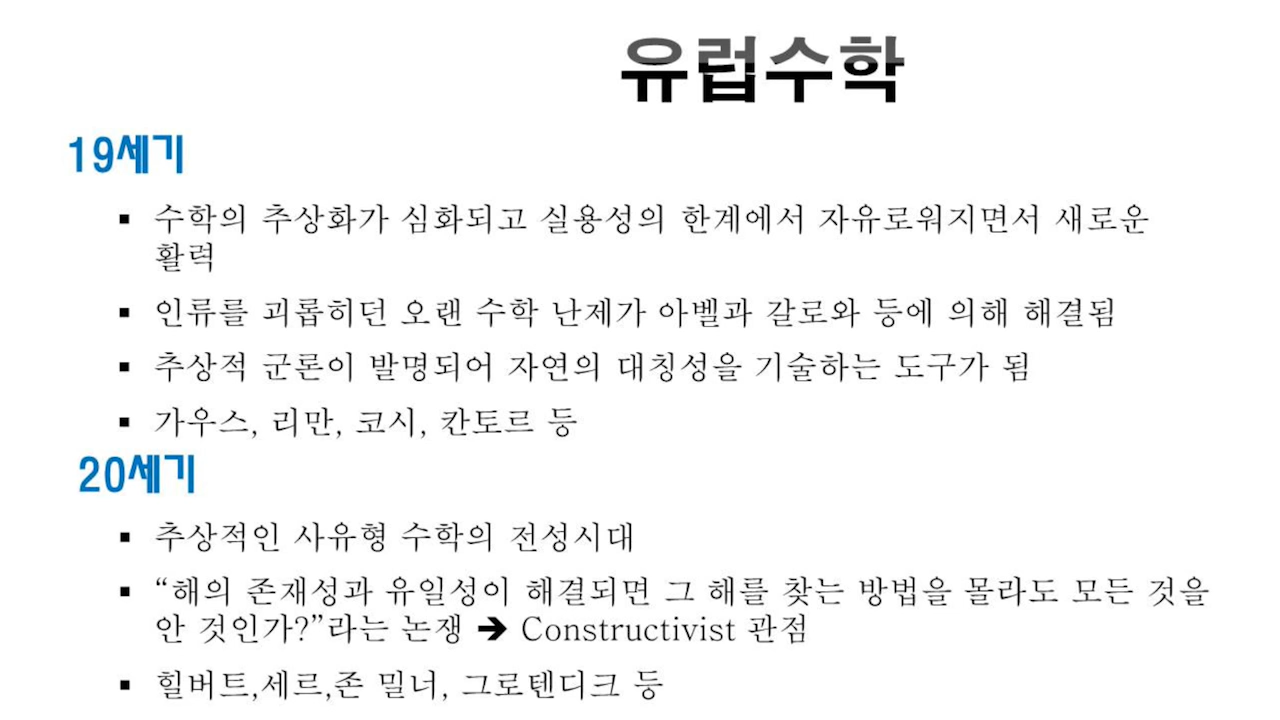 유럽수학
19세기
▪ 수학의 추상화가 심화되고 실용성의 한계에서 자유로워지면서 새로운
활력
▪ 인류를 괴롭히던 오랜 수학 난제가 아벨과 갈로와 등에 의해 해결됨
▪ 추상적 군론이 발명되어 자연의 대칭성을 기술하는 도구가 됨
▪ 가우스, 리만, 코시, 칸토르 등
20세기
▪ 추상적인 사유형 수학의 전성시대
▪ “해의 존재성과 유일성이 해결되면 그 해를 찾는 방법을 몰라도 모든 것을
안 것인가?”라는 논쟁 ➔ Constructivist 관점
▪ 힐버트,세르,존 밀너, 그로텐디크 등